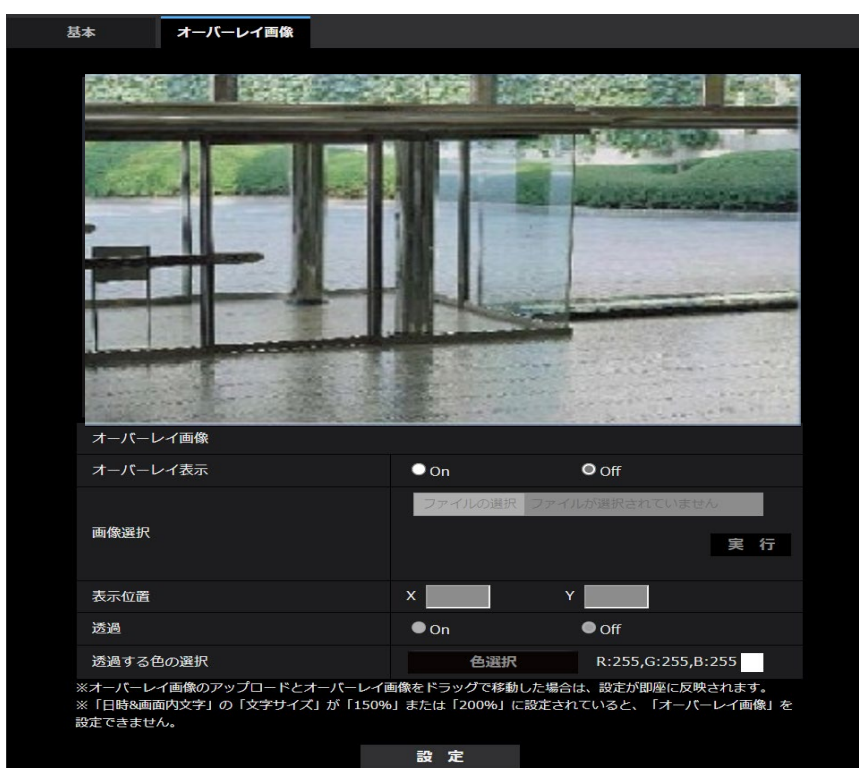 基本 オーバーレイ画像
オーバーレイ画像
オーバーレイ表示 On Off
ファイルの選択 ファイルが選択されていません
画像選択
実 行
表示位置 X Y
透過 On Off
透過する色の選択 色選択 R:255,G:255,B:255
※オーバーレイ画像のアップロードとオーバーレイ画像をドラッグで移動した場合は、設定が即座に反映されます。
※「日時&画面内文字」の「文字サイズ」が「150%」または「200%」に設定されていると、「オーバーレイ画像」を
設定できません。
設 定